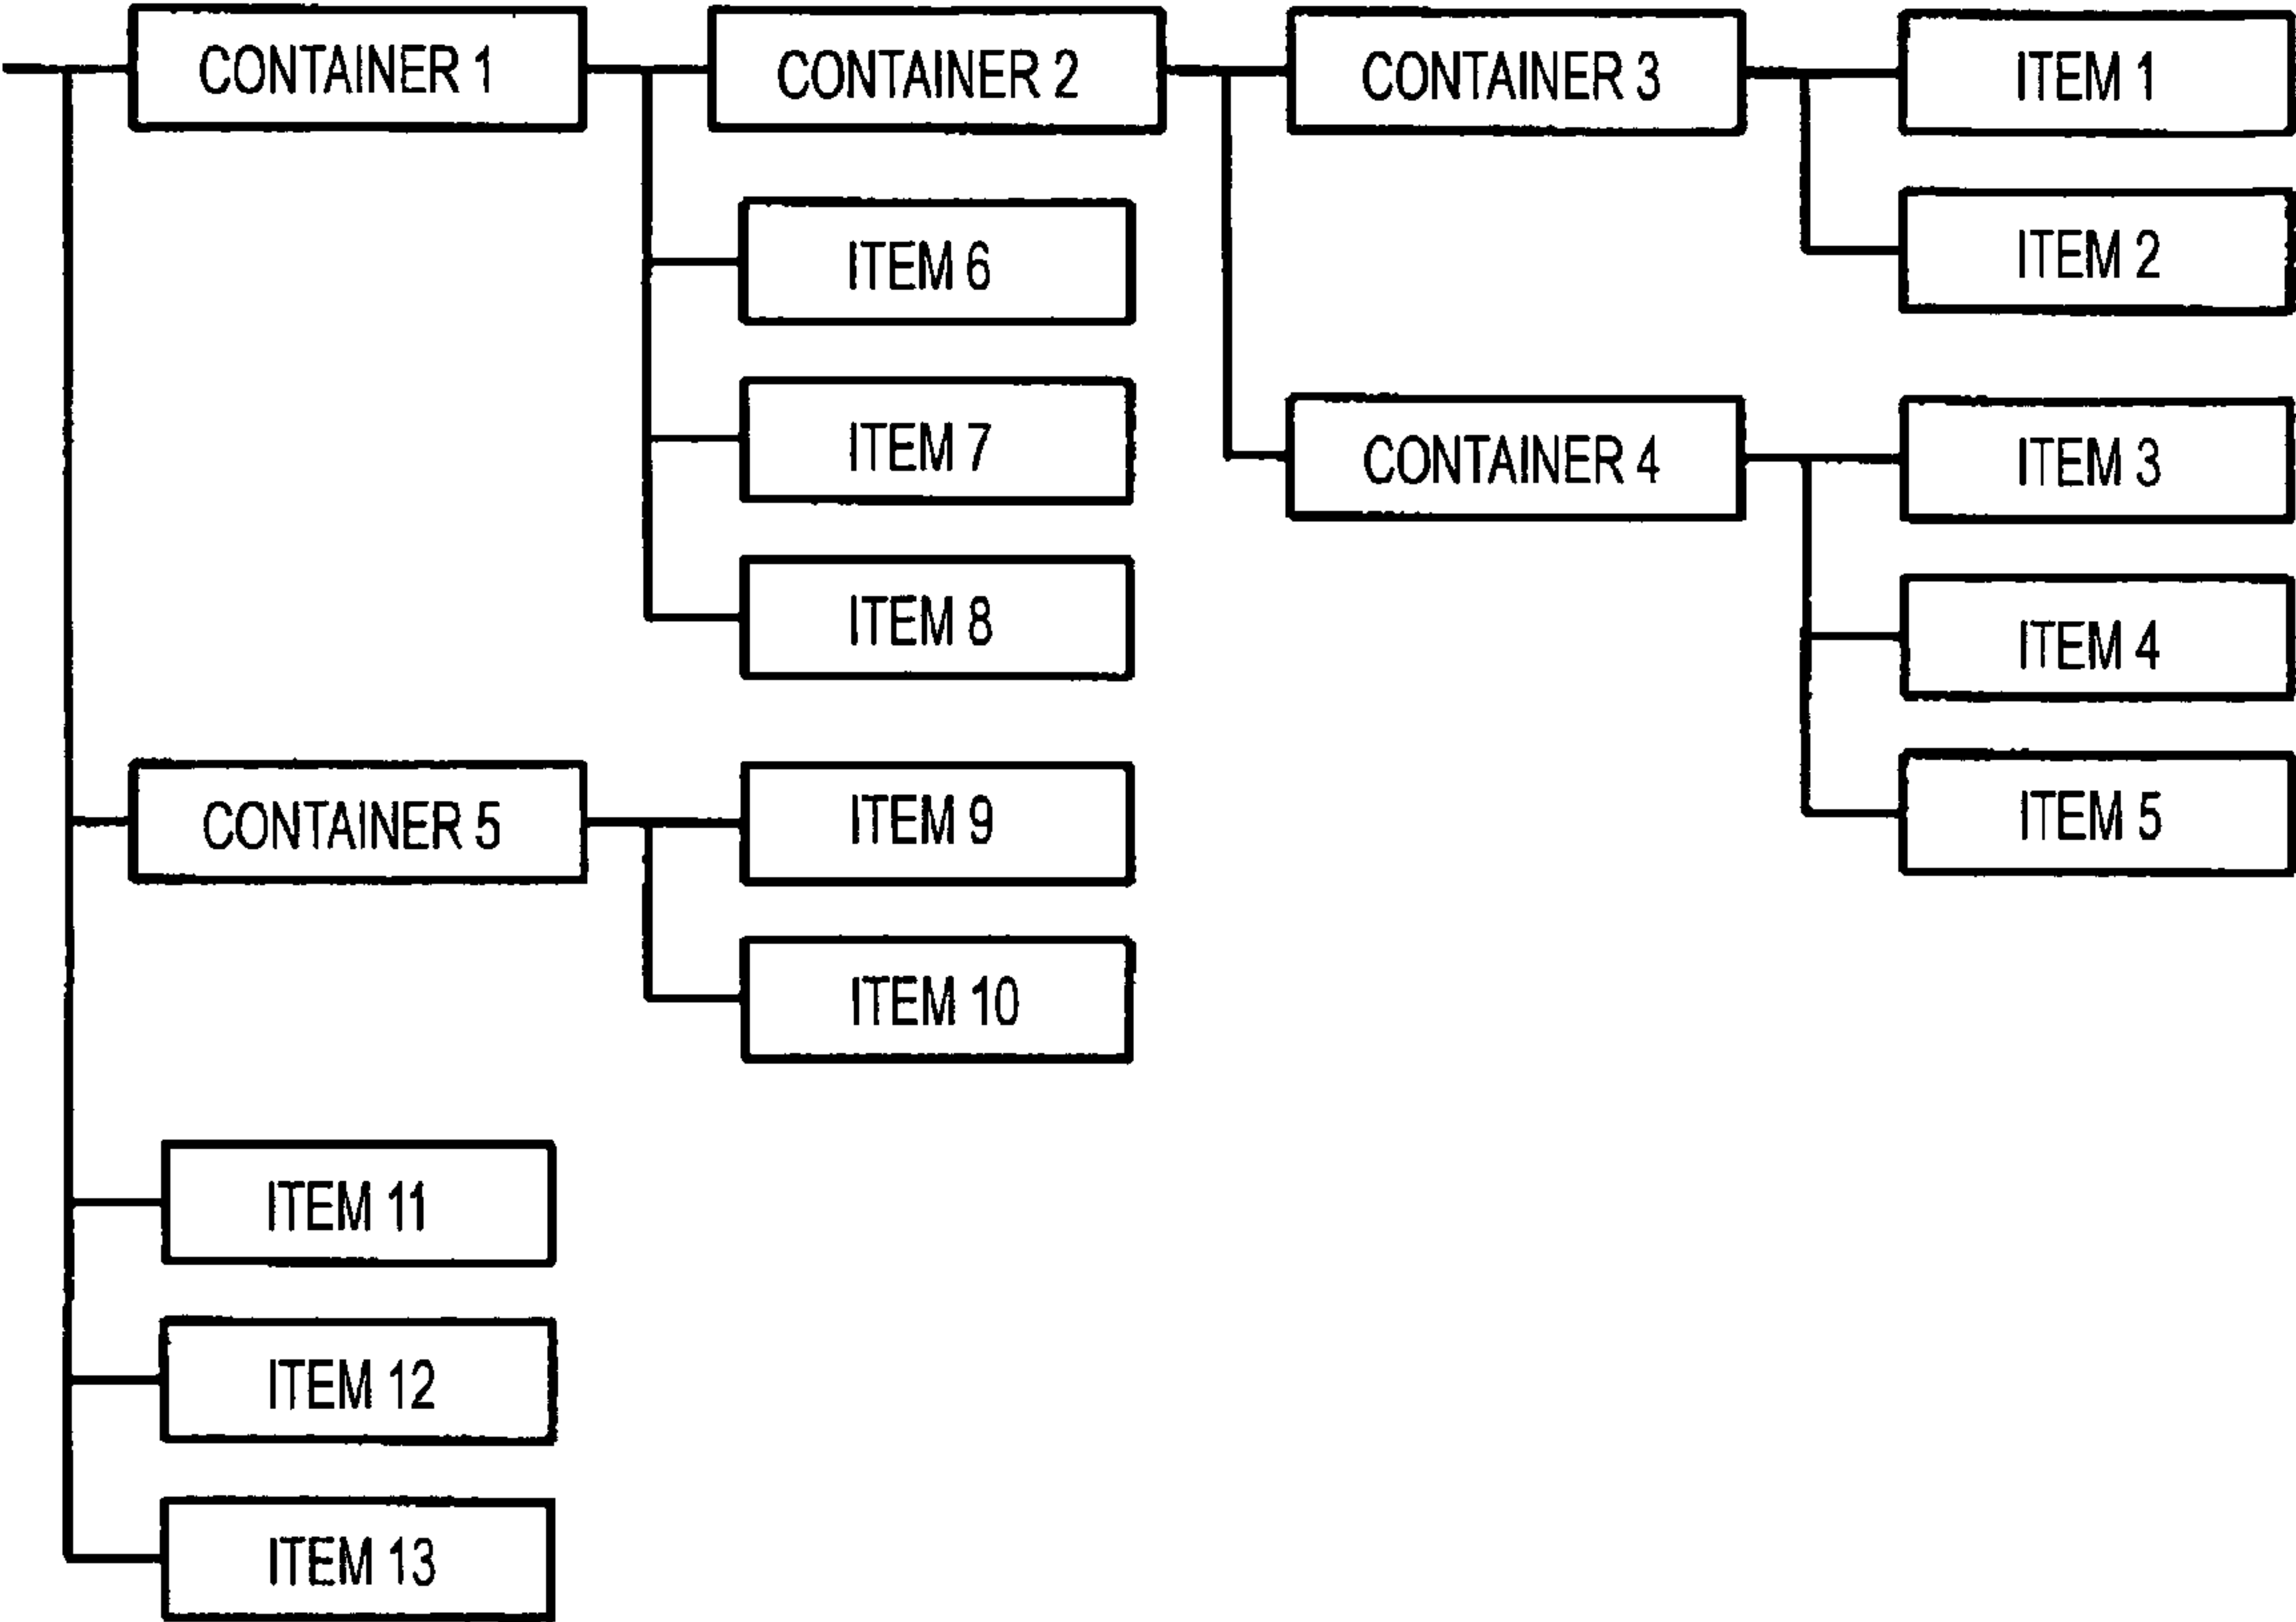 CONTAINER 1
CONTAINER 2
CONTAINER 3
ITEM 1
ITEM 2
ITEM 6
ITEM 7
ITEM 8
CONTAINER 4
ITEM 3
ITEM 4
ITEM 5
CONTAINER 5
ITEM 9
ITEM 10
ITEM 11
ITEM 12
ITEM 13